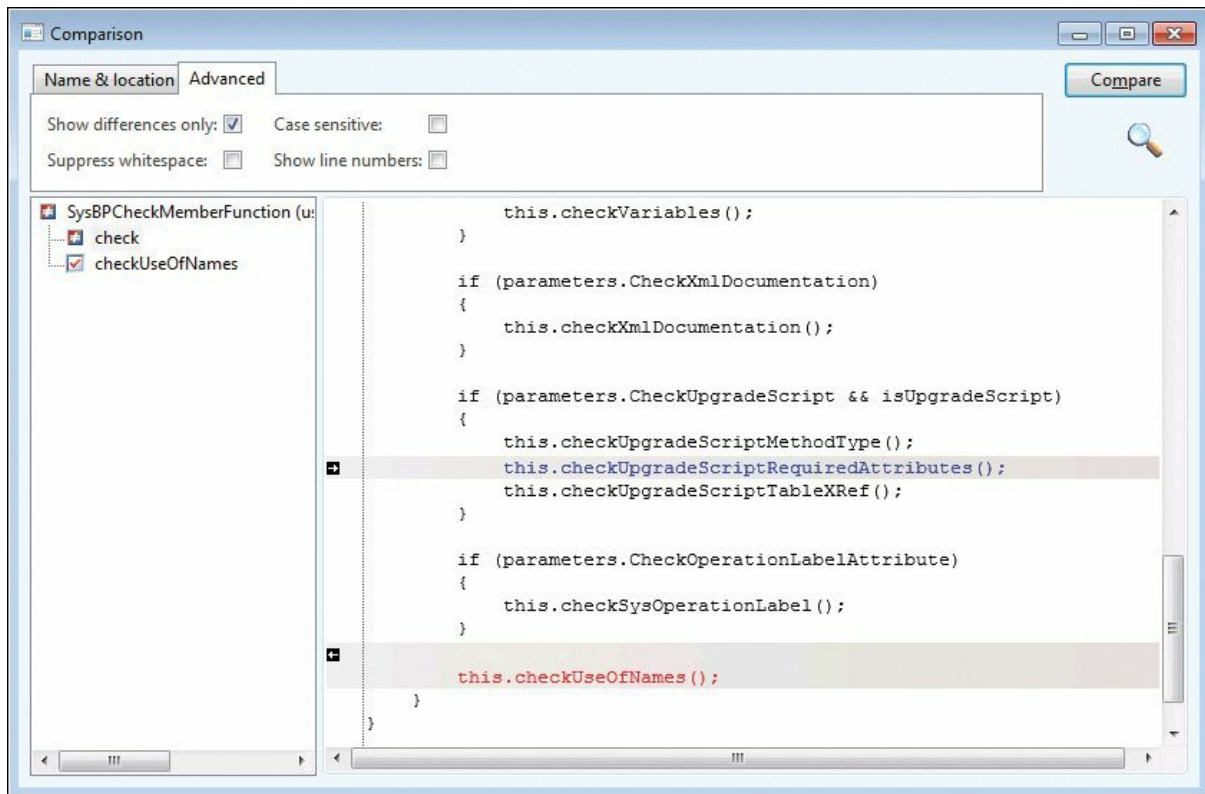 Comparison
Name & location
Advanced
Compare
Show differences only:
Case sensitive:
Suppress whitespace:
Show line numbers:
SysBPCheckMemberFunction (u:
check
checkUseOfNames
this.checkVariables();
}
if (parameters.CheckXmlDocumentation)
{
this.checkXmlDocumentation();
}
if (parameters.CheckUpgradeScript && isUpgradeScript)
{
this.checkUpgradeScriptMethodType();
this.checkUpgradeScriptRequiredAttributes();
this.checkUpgradeScriptTableXRef();
}
if (parameters.CheckOperationLabelAttribute)
{
this.checkSysOperationLabel();
}
this.checkUseOfNames();
}
}